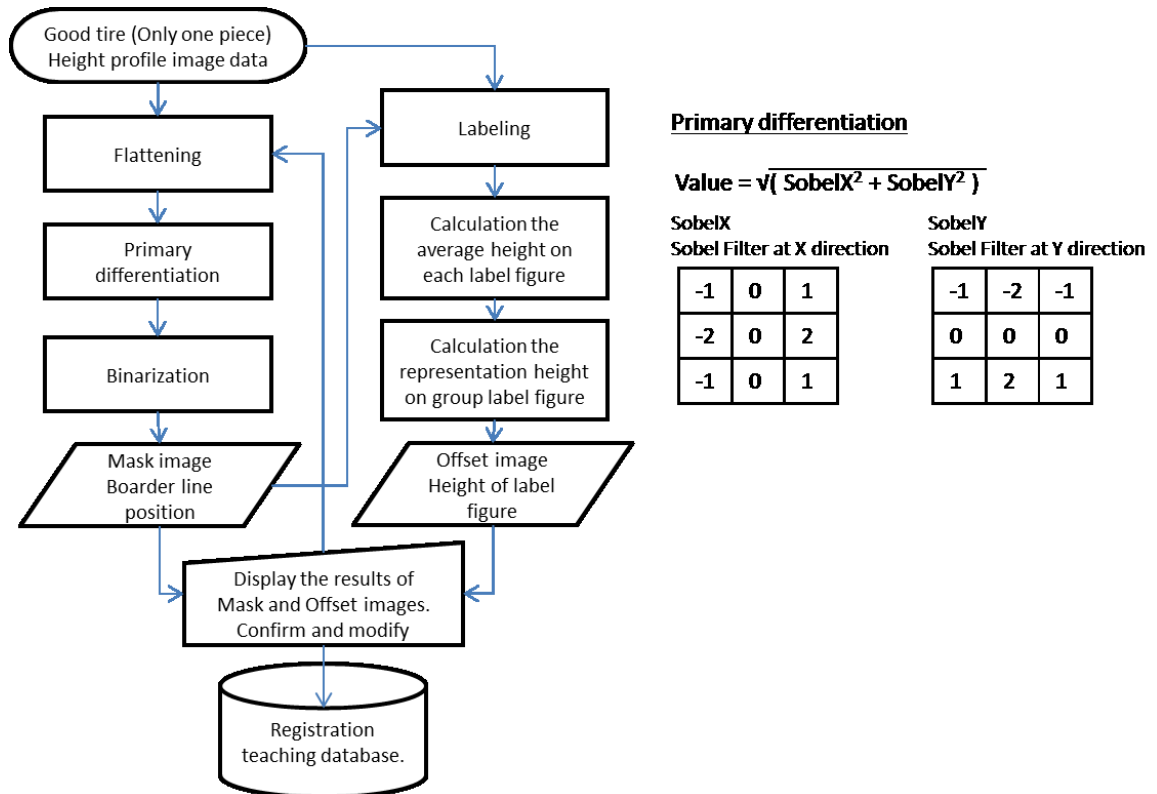 Good tire (Only one piece)
Height profile image data
Flattening
Primary
differentiation
Binarization
Mask image
Boarder line
position
Labeling
Calculation the
average height on
each label figure
Calculation the
representation height
on group label figure
Offset image
Height of label
figure
Display the results of
Mask and Offset images.
Confirm and modify
Registration
teaching database.
Primary differentiation
Value = √( SobelX² + SobelY² )
SobelX
Sobel Filter at X direction
-1 0 1
-2 0 2
-1 0 1
SobelY
Sobel Filter at Y direction
-1 -2 -1
0 0 0
1 2 1